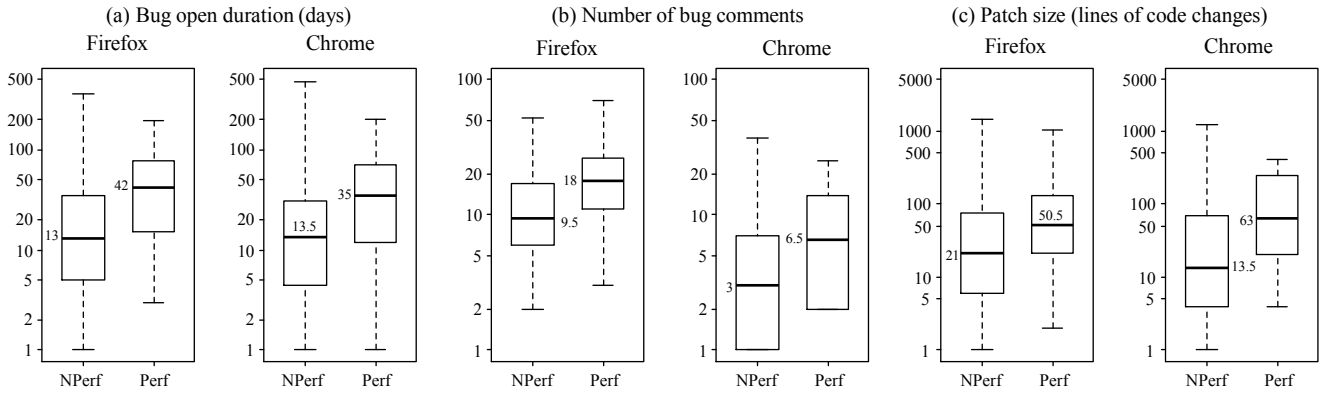 (a) Bug open duration (days)
Firefox
500
200
100
50
20
10
5
2
1
13
42
NPerf
Perf
Chrome
500
200
100
50
20
10
5
2
1
13.5
35
NPerf
Perf
(b) Number of bug comments
Firefox
100
50
20
10
5
2
1
9.5
18
NPerf
Perf
Chrome
100
50
20
10
5
2
1
3
6.5
NPerf
Perf
(c) Patch size (lines of code changes)
Firefox
5000
1000
500
100
50
10
5
1
21
50.5
NPerf
Perf
Chrome
5000
1000
500
100
50
10
5
1
13.5
63
NPerf
Perf